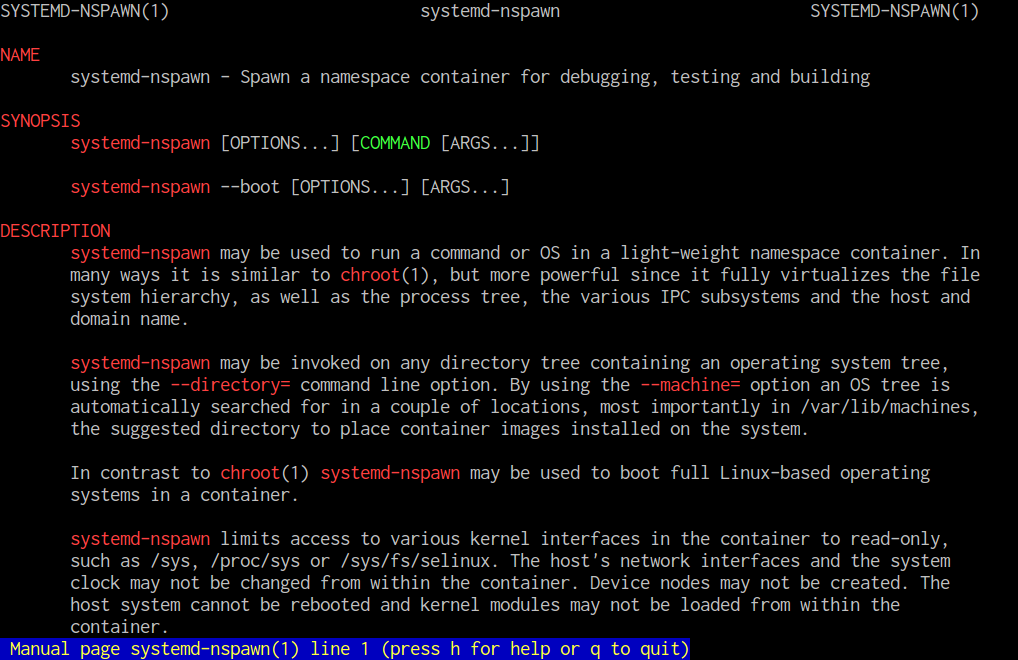 SYSTEMD-NSPAWN(1) systemd-nspawn SYSTEMD-NSPAWN(1)
NAME
systemd-nspawn - Spawn a namespace container for debugging, testing and building
SYNOPSIS
systemd-nspawn [OPTIONS...] [COMMAND [ARGS...]]
systemd-nspawn --boot [OPTIONS...] [ARGS...]
DESCRIPTION
systemd-nspawn may be used to run a command or OS in a light-weight namespace container. In
many ways it is similar to chroot(1), but more powerful since it fully virtualizes the file
system hierarchy, as well as the process tree, the various IPC subsystems and the host and
domain name.
systemd-nspawn may be invoked on any directory tree containing an operating system tree,
using the --directory= command line option. By using the --machine= option an OS tree is
automatically searched for in a couple of locations, most importantly in /var/lib/machines,
the suggested directory to place container images installed on the system.
In contrast to chroot(1) systemd-nspawn may be used to boot full Linux-based operating
systems in a container.
systemd-nspawn limits access to various kernel interfaces in the container to read-only,
such as /sys, /proc/sys or /sys/fs/selinux. The host's network interfaces and the system
clock may not be changed from within the container. Device nodes may not be created. The
host system cannot be rebooted and kernel modules may not be loaded from within the
container.
Manual page systemd-nspawn(1) line 1 (press h for help or q to quit)